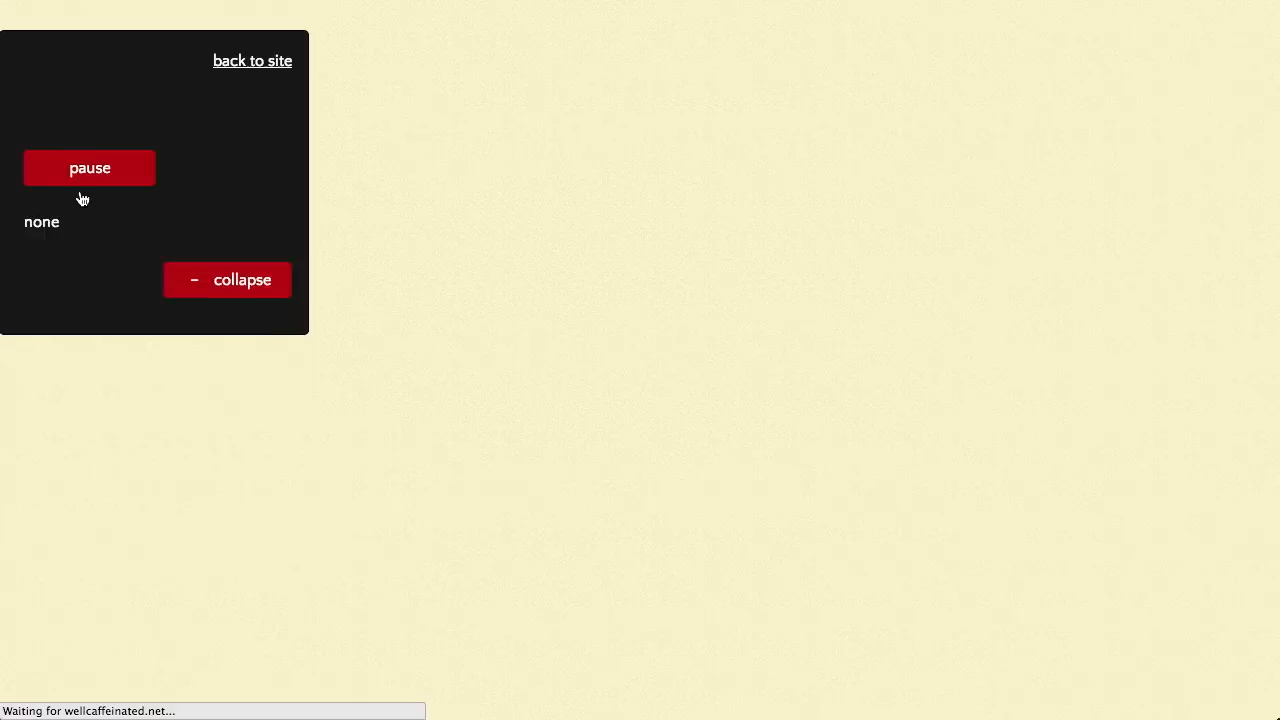 back to site
pause
none
– collapse
Waiting for wellcaffeinated.net...